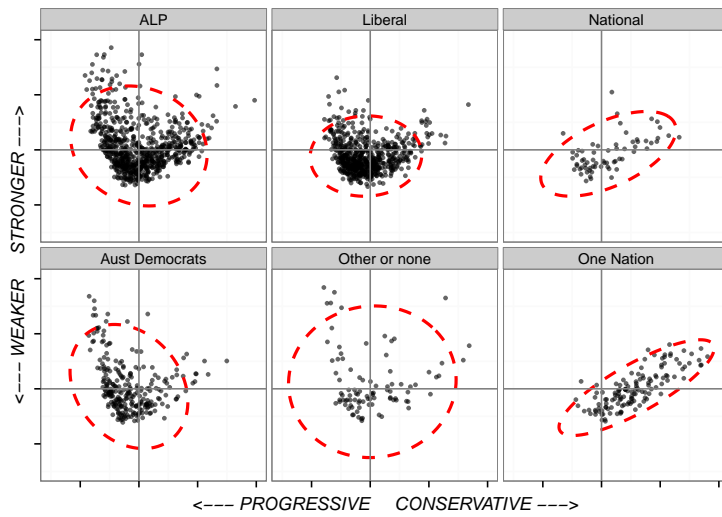 ALP Liberal National
Aust Democrats Other or none One Nation
<--- WEAKER STRONGER --->
<--- PROGRESSIVE CONSERVATIVE --->